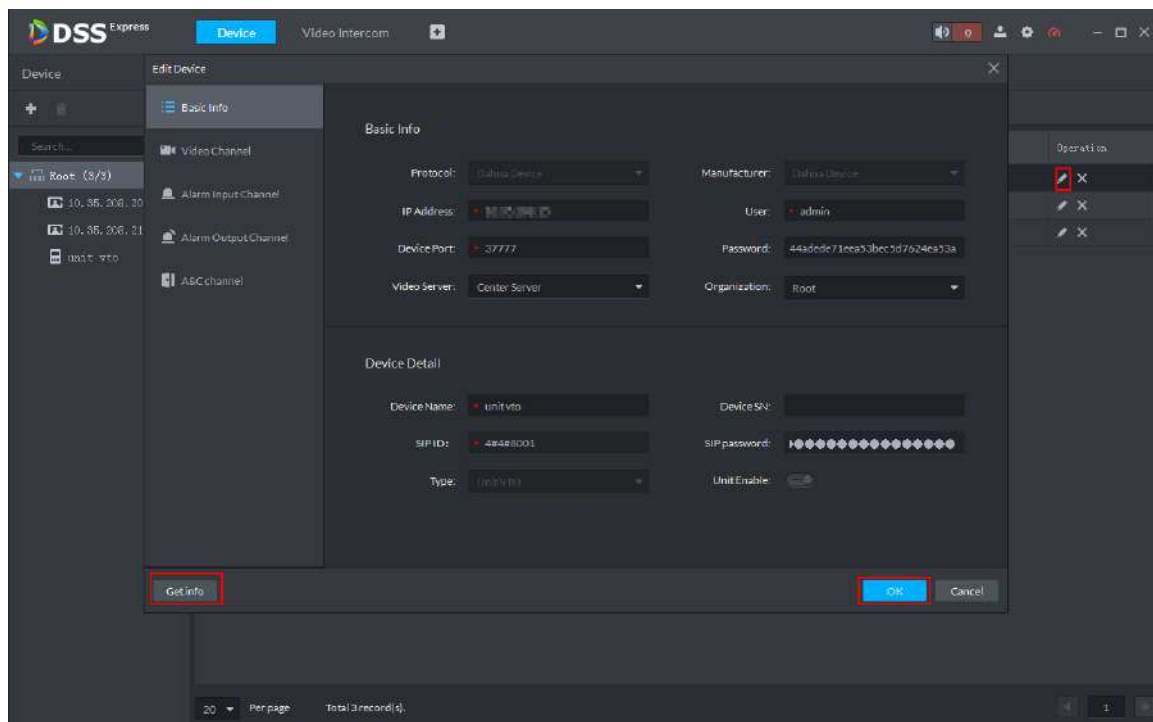 DSS Express
Device
Video Intercom
0
Device
Edit Device
Basic Info
Search...
Video Channel
Basic Info
Operation
Root (3/3)
Protocol: Dahua Device
Manufacturer: Dahua Device
Alarm Input Channel
10.35.208.20
IP Address:
User: * admin
10.35.208.21
Alarm Output Channel
Device Port: * 37777
Password: 44adede71eea53bec5d7624ea53a
unit vto
A&C channel
Video Server: Center Server
Organization: Root
Device Detail
Device Name: * unit vto
Device SN:
SIP ID: * 4#4#8001
SIP password:
Type: Unit VTO
Unit Enable:
Get info
OK
Cancel
20 Per page Total 3 record(s).
1